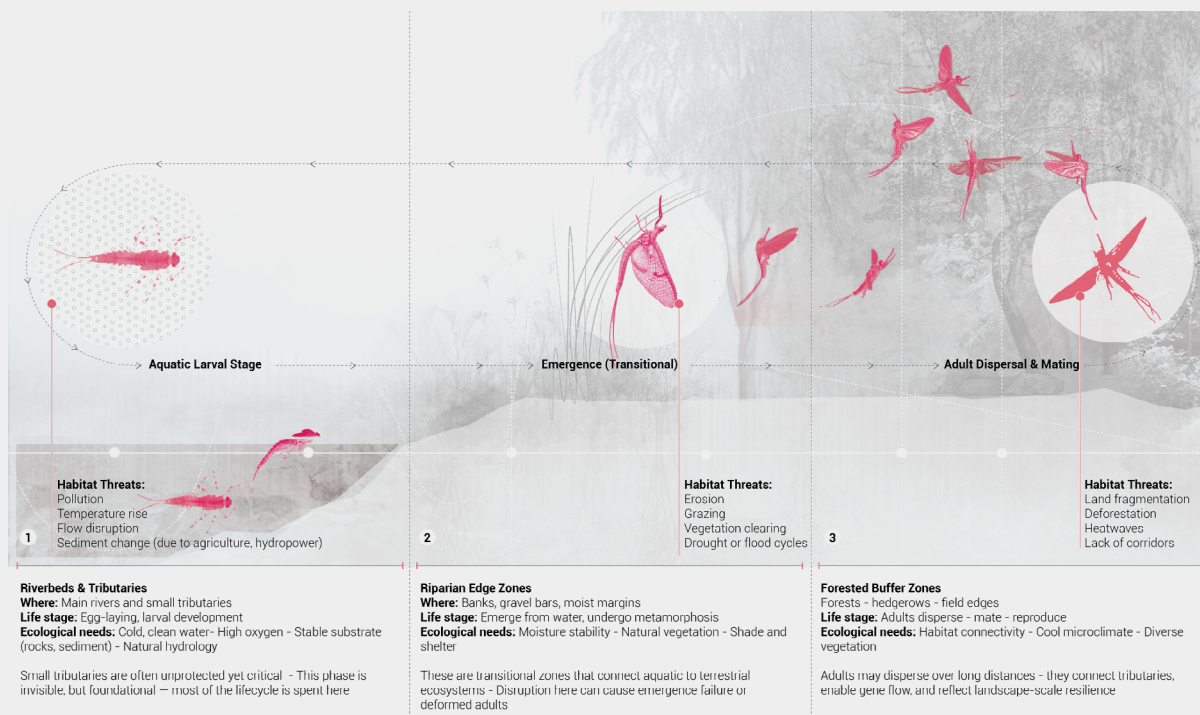 Aquatic Larval Stage
Emergence (Transitional)
Adult Dispersal & Mating
Habitat Threats:
Pollution
Temperature rise
Flow disruption
Sediment change (due to agriculture, hydropower)
1
Habitat Threats:
Erosion
Grazing
Vegetation clearing
Drought or flood cycles
2
Habitat Threats:
Land fragmentation
Deforestation
Heatwaves
Lack of corridors
3
Riverbeds & Tributaries
Where: Main rivers and small tributaries
Life stage: Egg-laying, larval development
Ecological needs: Cold, clean water- High oxygen - Stable substrate
(rocks, sediment) - Natural hydrology
Small tributaries are often unprotected yet critical - This phase is
invisible, but foundational — most of the lifecycle is spent here
Riparian Edge Zones
Where: Banks, gravel bars, moist margins
Life stage: Emerge from water, undergo metamorphosis
Ecological needs: Moisture stability - Natural vegetation - Shade and
shelter
These are transitional zones that connect aquatic to terrestrial
ecosystems - Disruption here can cause emergence failure or
deformed adults
Forested Buffer Zones
Forests - hedgerows - field edges
Life stage: Adults disperse - mate - reproduce
Ecological needs: Habitat connectivity - Cool microclimate - Diverse
vegetation
Adults may disperse over long distances - they connect tributaries,
enable gene flow, and reflect landscape-scale resilience